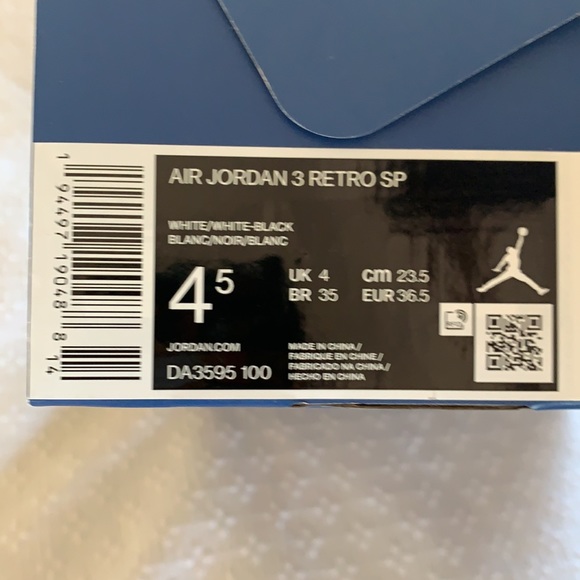 AIR JORDAN 3 RETRO SP
WHITE/WHITE-BLACK
BLANC/NOIR/BLANC
4 5
UK 4
cm 23.5
BR 35
EUR 36.5
JORDAN.COM
DA3595 100
MADE IN CHINA /
FABRIQUE EN CHINE /
FABRICADO NA CHINA /
HECHO EN CHINA
1 94497 19048 8 14